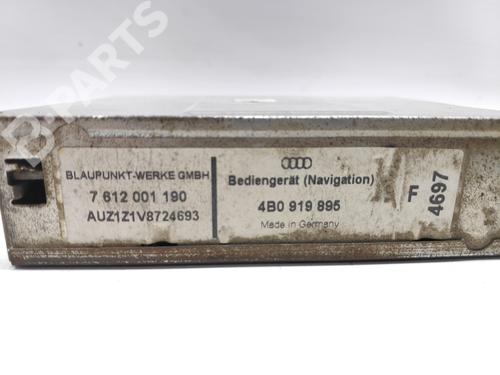 BLAUPUNKT-WERKE GMBH
7 612 001 190
AUZ1Z1V8724693
Bediengerät (Navigation)
4B0 919 895
Made in Germany
F
4697
B-PARTS